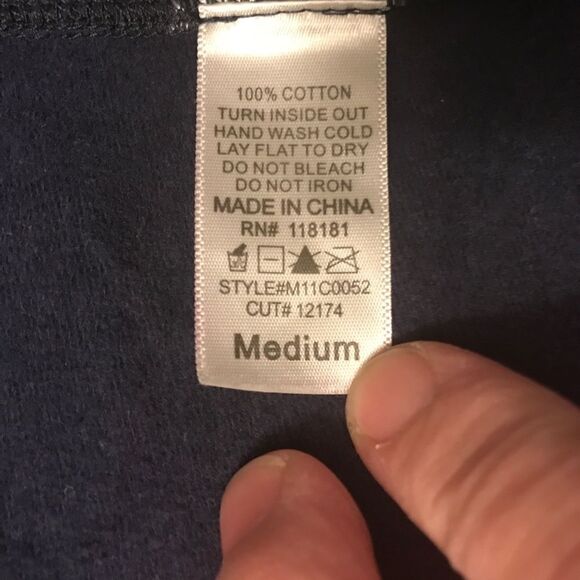 100% COTTON
TURN INSIDE OUT
HAND WASH COLD
LAY FLAT TO DRY
DO NOT BLEACH
DO NOT IRON
MADE IN CHINA
RN# 118181
STYLE#M11C0052
CUT# 12174
Medium